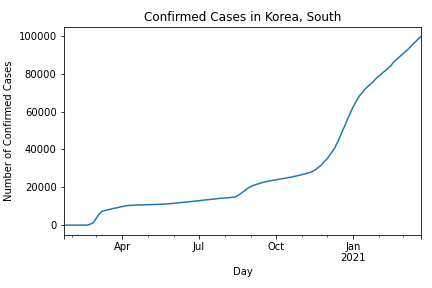 Confirmed Cases in Korea, South
Number of Confirmed Cases
100000
80000
60000
40000
20000
0
Apr
Jul
Oct
Jan
2021
Day